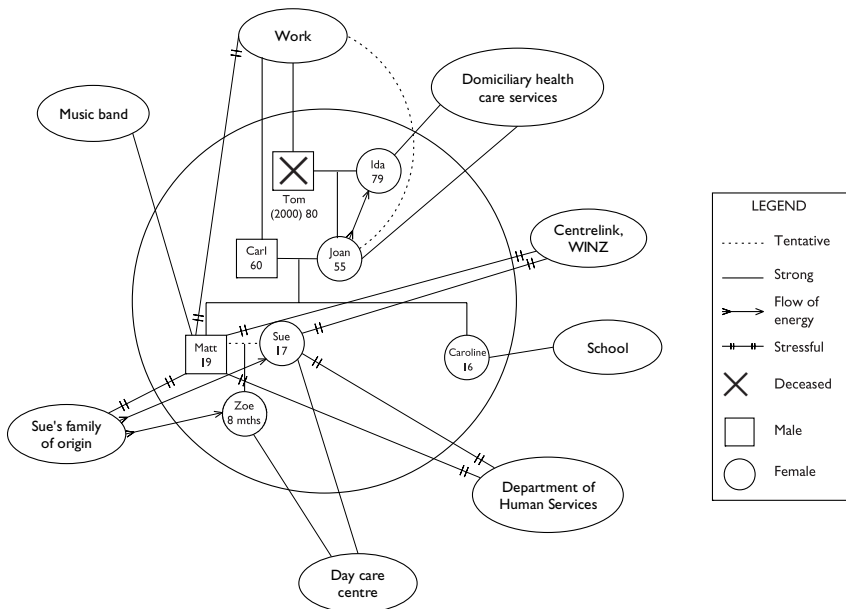 Work
Domiciliary health
care services
Music band
Ida
79
Tom
(2000) 80
Carl
60
Joan
55
Centrelink,
WINZ
Matt
19
Sue
17
Caroline
16
School
Zoe
8 mths
Sue's family
of origin
Department of
Human Services
Day care
centre
LEGEND
Tentative
Strong
Flow of
energy
Stressful
Deceased
Male
Female